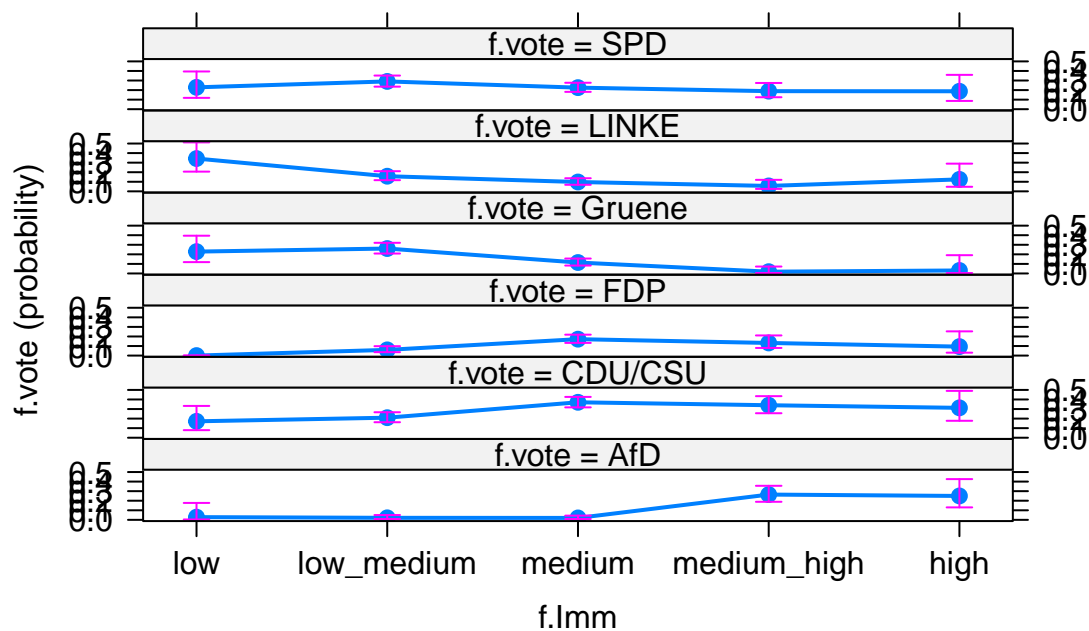 f.vote = SPD
0.5
0.0
f.vote = LINKE
0.5
0.0
f.vote = Gruene
0.5
0.0
f.vote = FDP
0.5
0.0
f.vote = CDU/CSU
0.5
0.0
f.vote = AfD
0.5
0.0
f.vote (probability)
low low_medium medium medium_high high
f.Imm